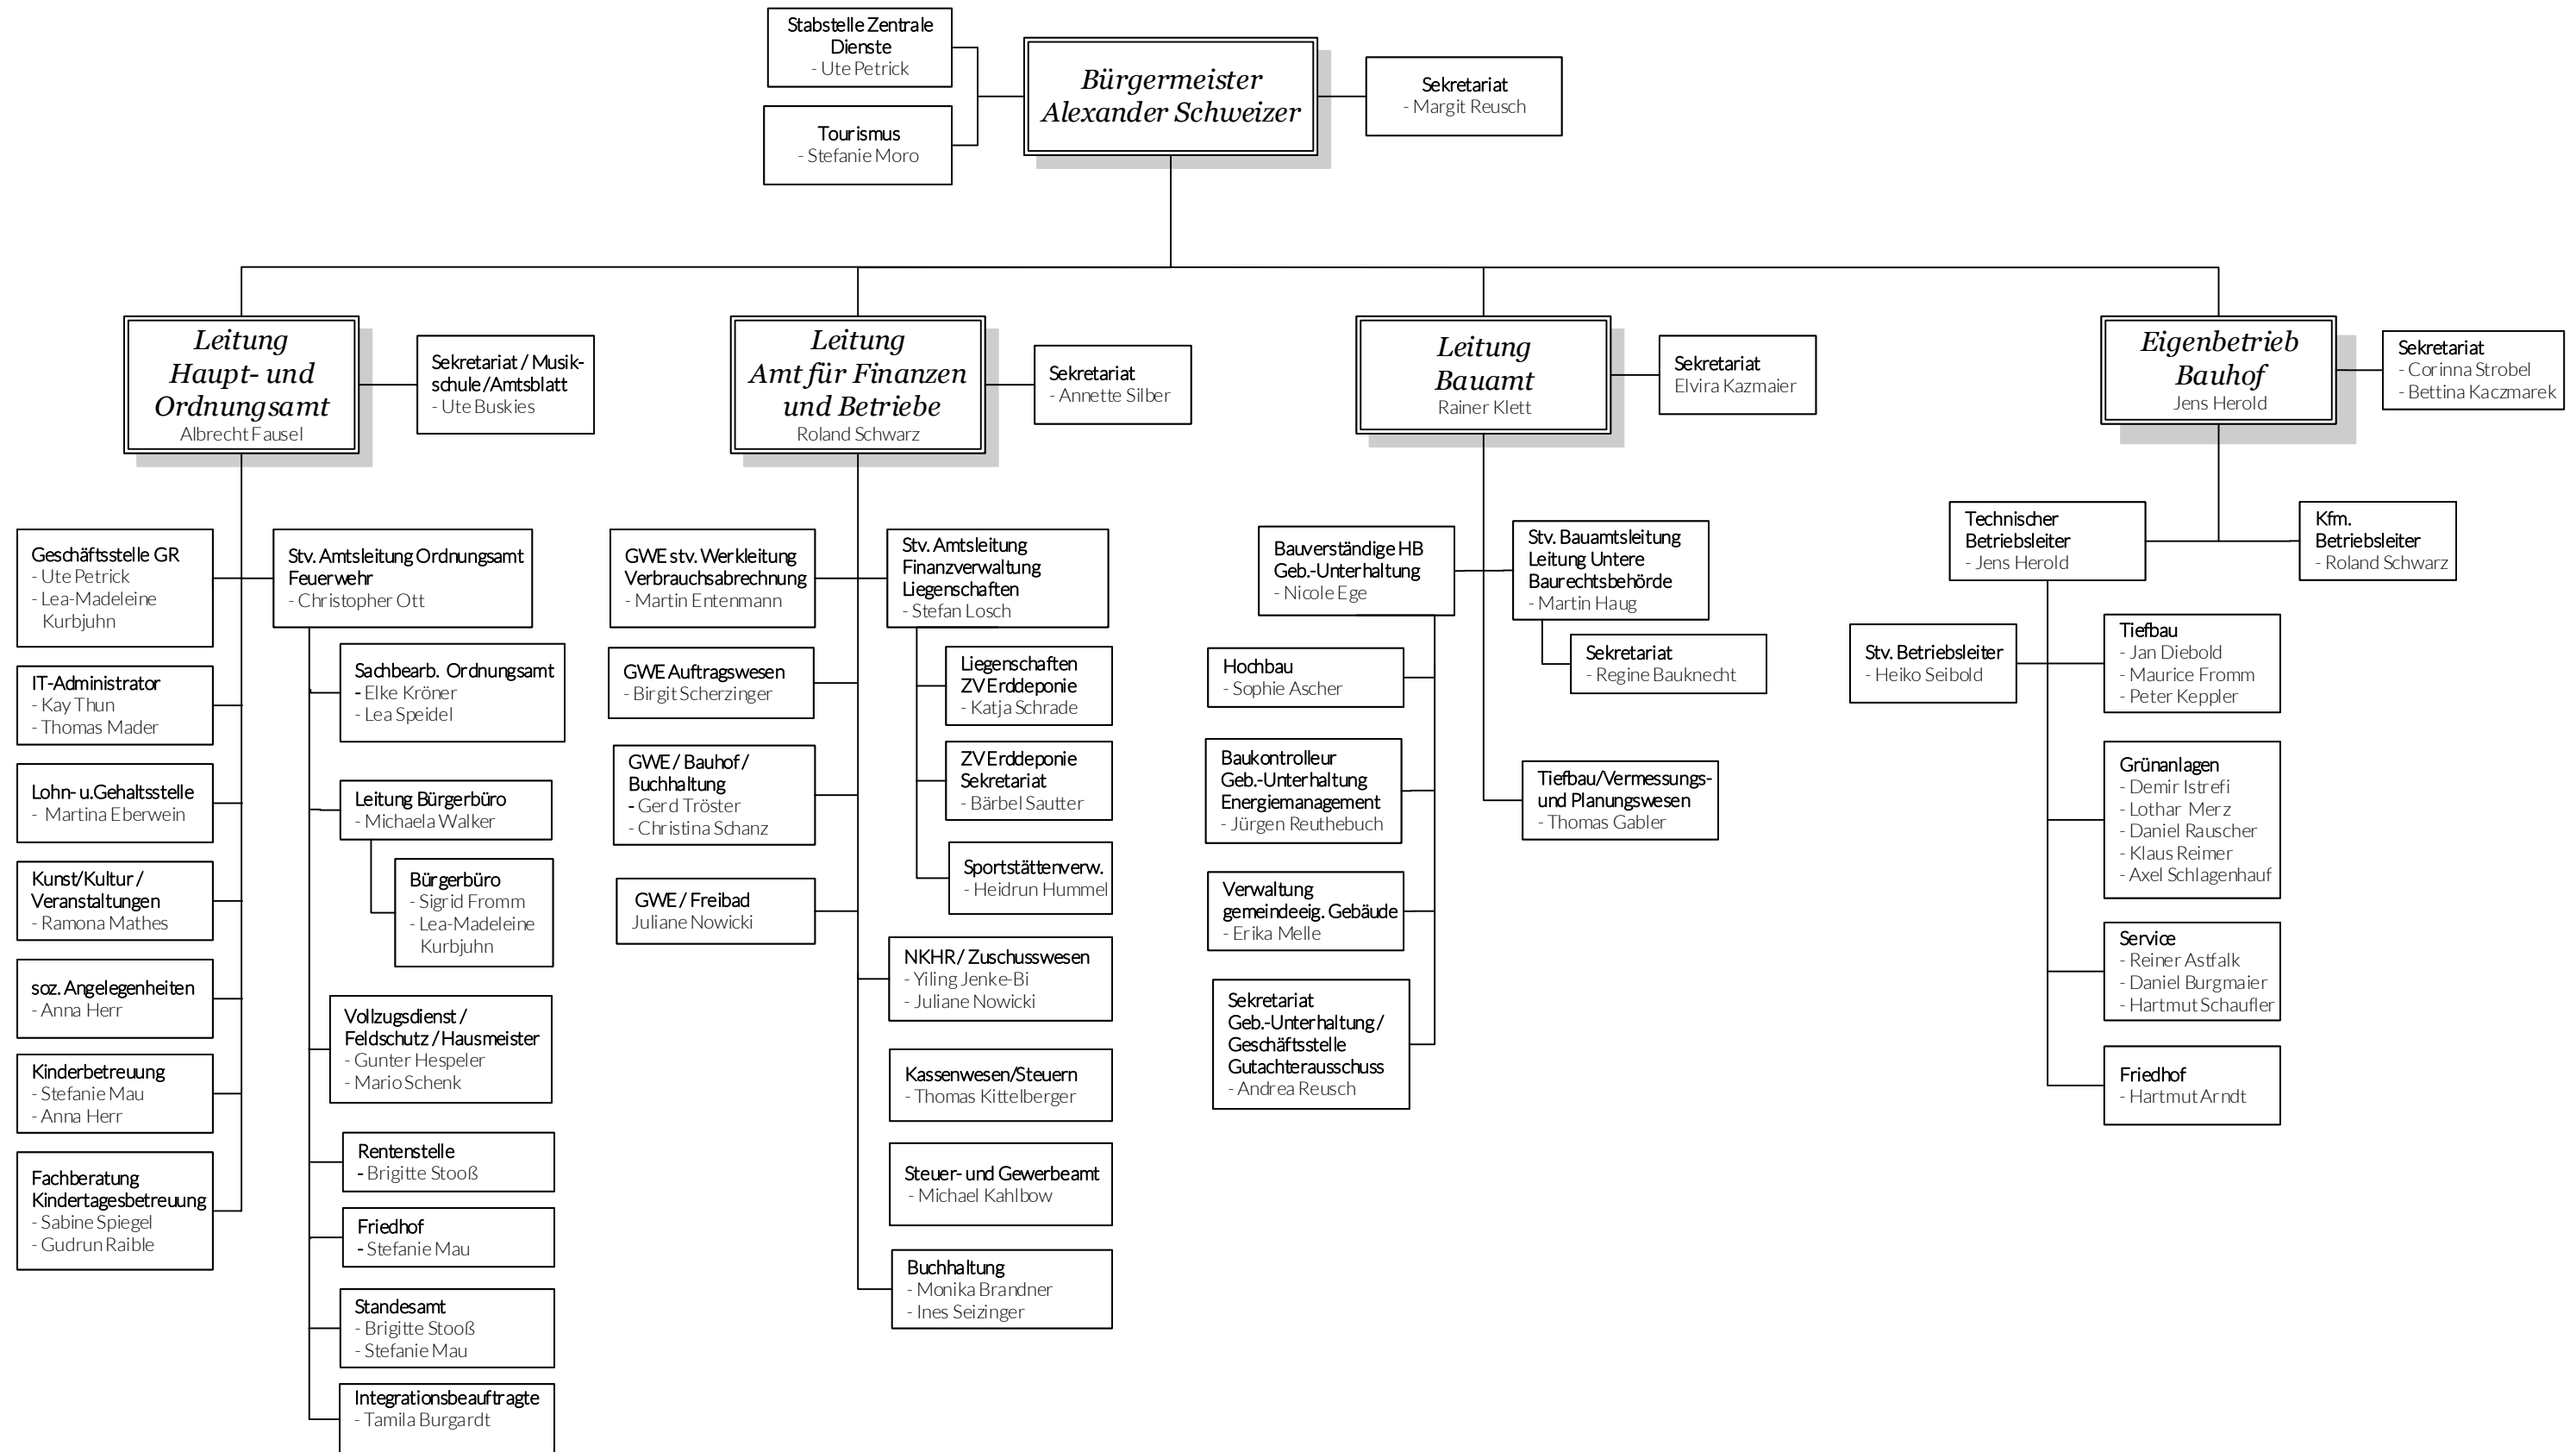 Stabstelle Zentrale
Dienste
- Ute Petrick
Tourismus
- Stefanie Moro
Bürgermeister
Alexander Schweizer
Sekretariat
- Margit Reusch
Leitung
Haupt- und
Ordnungsamt
Albrecht Fausel
Sekretariat / Musik-
schule /Amtsblatt
- Ute Buskies
Geschäftsstelle GR
- Ute Petrick
- Lea-Madeleine
Kurbjuhn
IT-Administrator
- Kay Thun
- Thomas Mader
Lohn- u.Gehaltsstelle
- Martina Eberwein
Kunst/Kultur /
Veranstaltungen
- Ramona Mathes
soz. Angelegenheiten
- Anna Herr
Kinderbetreuung
- Stefanie Mau
- Anna Herr
Fachberatung
Kindertagesbetreuung
- Sabine Spiegel
- Gudrun Raible
Stv. Amtsleitung Ordnungsamt
Feuerwehr
- Christopher Ott
Sachbearb. Ordnungsamt
- Elke Kröner
- Lea Speidel
Leitung Bürgerbüro
- Michaela Walker
Bürgerbüro
- Sigrid Fromm
- Lea-Madeleine
Kurbjuhn
Vollzugsdienst /
Feldschutz / Hausmeister
- Gunter Hespeler
- Mario Schenk
Rentenstelle
- Brigitte Stooß
Friedhof
- Stefanie Mau
Standesamt
- Brigitte Stooß
- Stefanie Mau
Integrationsbeauftragte
- Tamila Burgardt
Leitung
Amt für Finanzen
und Betriebe
Roland Schwarz
Sekretariat
- Annette Silber
GWE stv. Werkleitung
Verbrauchsabrechnung
- Martin Entenmann
GWE Auftragswesen
- Birgit Scherzinger
GWE / Bauhof /
Buchhaltung
- Gerd Tröster
- Christina Schanz
GWE / Freibad
Juliane Nowicki
Stv. Amtsleitung
Finanzverwaltung
Liegenschaften
- Stefan Losch
Liegenschaften
ZV Erddeponie
- Katja Schrade
ZV Erddeponie
Sekretariat
- Bärbel Sautter
Sportstättenverw.
- Heidrun Hummel
NKHR / Zuschusswesen
- Yiling Jenke-Bi
- Juliane Nowicki
Kassenwesen/Steuern
- Thomas Kittelberger
Steuer- und Gewerbeamt
- Michael Kahlbow
Buchhaltung
- Monika Brandner
- Ines Seizinger
Leitung
Bauamt
Rainer Klett
Sekretariat
Elvira Kazmaier
Bauverständige HB
Geb.-Unterhaltung
- Nicole Ege
Hochbau
- Sophie Ascher
Baukontrolleur
Geb.-Unterhaltung
Energiemanagement
- Jürgen Reuthebuch
Verwaltung
gemeindeeig. Gebäude
- Erika Melle
Sekretariat
Geb.-Unterhaltung /
Geschäftsstelle
Gutachterausschuss
- Andrea Reusch
Stv. Bauamtsleitung
Leitung Untere
Baurechtsbehörde
- Martin Haug
Sekretariat
- Regine Bauknecht
Tiefbau/Vermessungs-
und Planungswesen
- Thomas Gabler
Eigenbetrieb
Bauhof
Jens Herold
Sekretariat
- Corinna Strobel
- Bettina Kaczmarek
Technischer
Betriebsleiter
- Jens Herold
Kfm.
Betriebsleiter
- Roland Schwarz
Stv. Betriebsleiter
- Heiko Seibold
Tiefbau
- Jan Diebold
- Maurice Fromm
- Peter Keppler
Grünanlagen
- Demir Istrefi
- Lothar Merz
- Daniel Rauscher
- Klaus Reimer
- Axel Schlagenhauf
Service
- Reiner Astfalk
- Daniel Burgmaier
- Hartmut Schaufler
Friedhof
- Hartmut Arndt